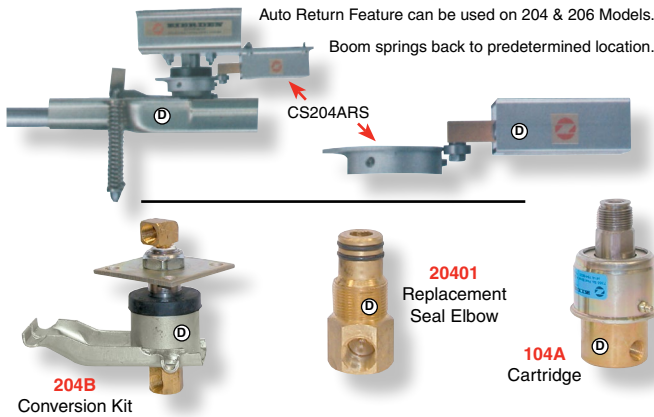 Auto Return Feature can be used on 204 & 206 Models.
Boom springs back to predetermined location.
CS204ARS
D
D
D
204B
Conversion Kit
D
20401
Replacement
Seal Elbow
D
104A
Cartridge